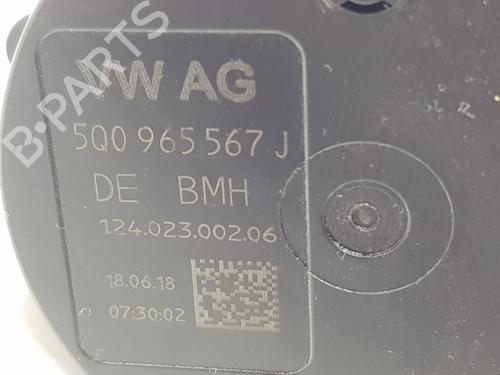 VW AG
5Q0 965 567 J
DE BMH
124.023.002.06
18.06.18
07:30:02
B-PARTS